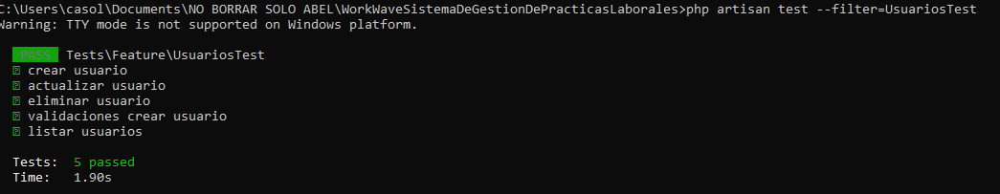 C:\Users\casol\Documents\NO BORRAR SOLO ABEL\WorkWaveSistemaDeGestionDePracticasLaborales>php artisan test --filter=UsuariosTest
Warning: TTY mode is not supported on Windows platform.
PASS Tests\Feature\UsuariosTest
crear usuario
actualizar usuario
eliminar usuario
validaciones crear usuario
listar usuarios
Tests: 5 passed
Time: 1.90s